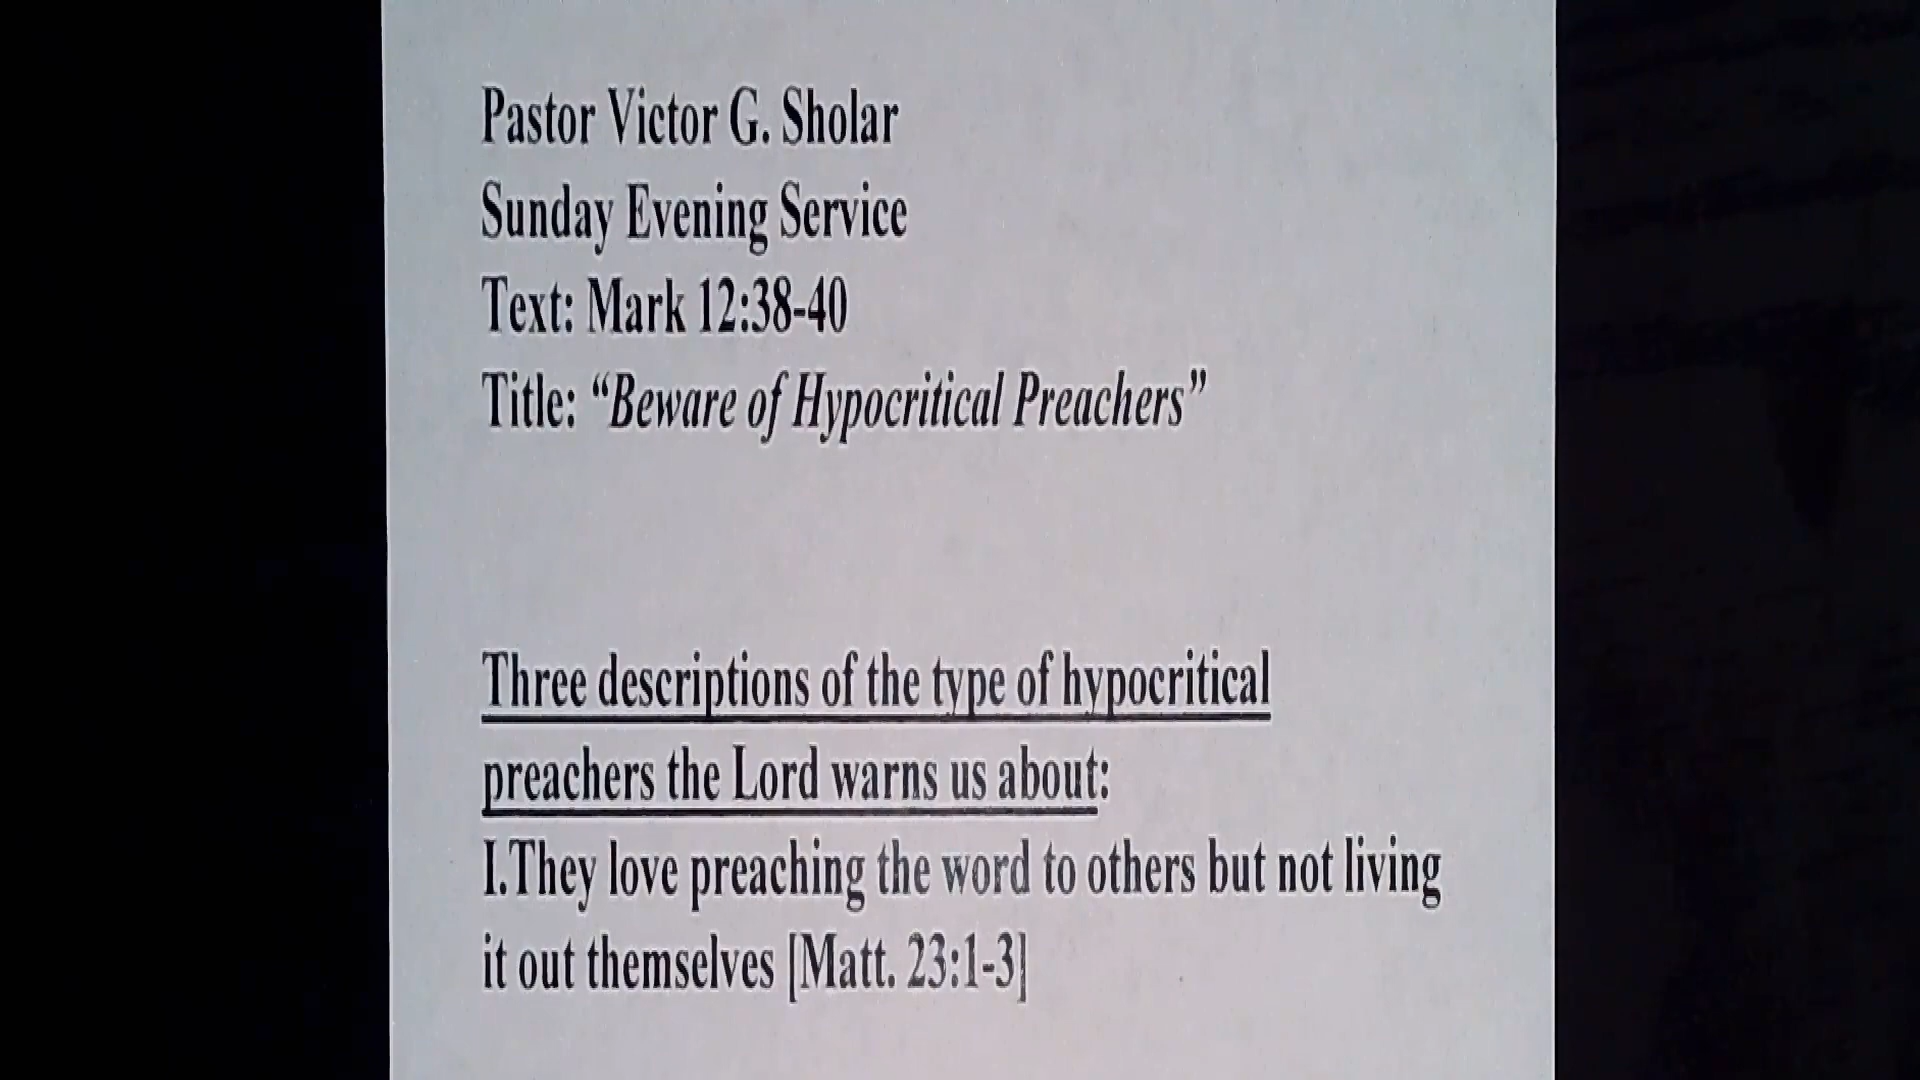 Pastor Victor G. Sholar
Sunday Evening Service
Text: Mark 12:38-40
Title: “Beware of Hypocritical Preachers”
Three descriptions of the type of hypocritical
preachers the Lord warns us about:
I.They love preaching the word to others but not living
it out themselves [Matt. 23:1-3]